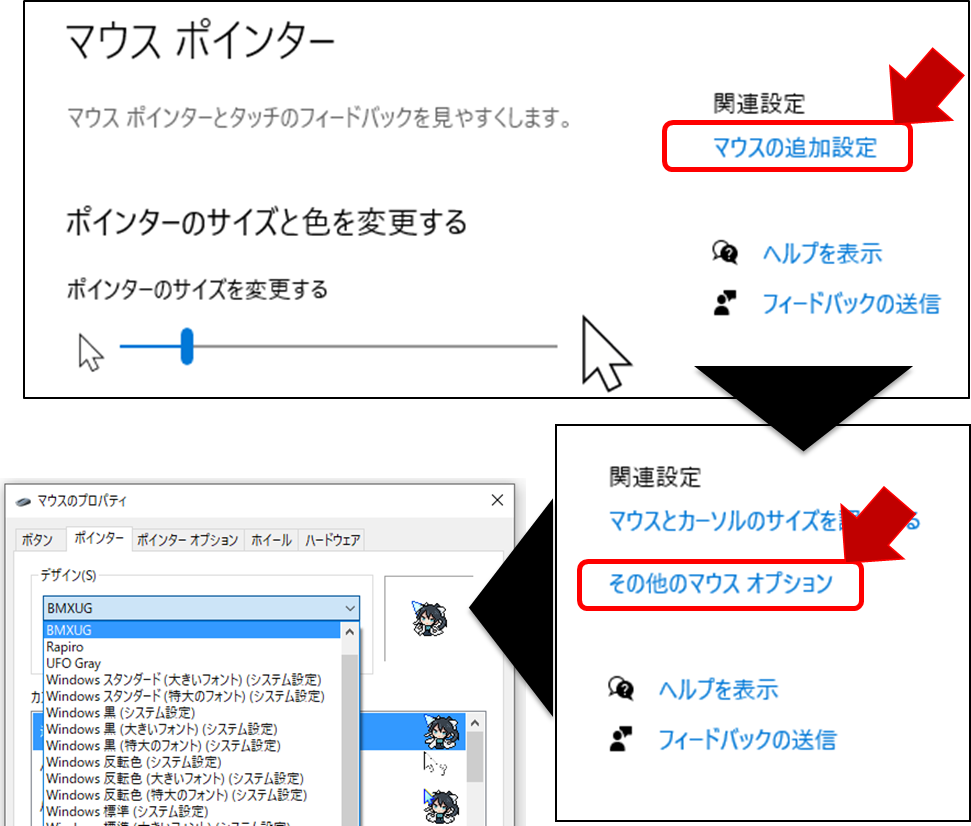 マウス ポインター
マウス ポインターとタッチのフィードバックを見やすくします。
ポインターのサイズと色を変更する
ポインターのサイズを変更する
関連設定
マウスの追加設定
ヘルプを表示
フィードバックの送信
関連設定
マウスとカーソルのサイズを
その他のマウス オプション
ヘルプを表示
フィードバックの送信
マウスのプロパティ
ボタン ポインター ポインター オプション ホイール ハードウェア
デザイン(S)
BMXUG
BMXUG
Rapiro
UFO Gray
Windows スタンダード (大きいフォント) (システム設定)
Windows スタンダード (特大のフォント) (システム設定)
Windows 黒 (システム設定)
Windows 黒 (大きいフォント) (システム設定)
Windows 黒 (特大のフォント) (システム設定)
Windows 反転色 (システム設定)
Windows 反転色 (大きいフォント) (システム設定)
Windows 反転色 (特大のフォント) (システム設定)
Windows 標準 (システム設定)